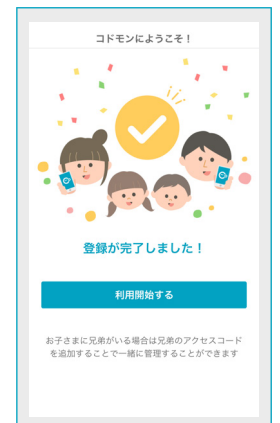 コドモンにようこそ！
登録が完了しました！
利用開始する
お子さまに兄弟がいる場合は兄弟のアクセスコード
を追加することで一緒に管理することができます